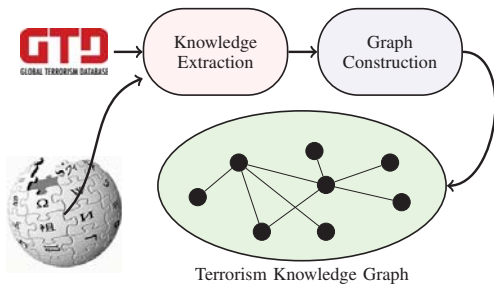 GTD
GLOBAL TERRORISM DATABASE
Knowledge
Extraction
Graph
Construction
Terrorism Knowledge Graph